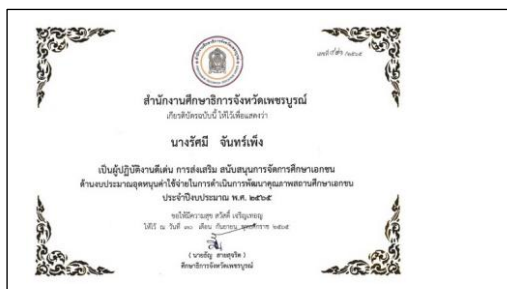 สำนักงานศึกษาธิการจังหวัดเพชรบูรณ์
เกียรติบัตรฉบับนี้ ให้ไว้เพื่อแสดงว่า
นางรัศมี จันทร์เพ็ง
เป็นผู้ปฏิบัติงานดีเด่น การส่งเสริม สนับสนุนการจัดการศึกษาเอกชน
ด้านงบประมาณอุดหนุนค่าใช้จ่ายในการดำเนินการพัฒนาคุณภาพสถานศึกษาเอกชน
ประจำปีงบประมาณ พ.ศ. ๒๕๖๕
ขอให้มีความสุข สวัสดิ์ เจริญเทอญ
ให้ไว้ ณ วันที่ ๓๐ เดือน กันยายน พุทธศักราช ๒๕๖๕
ศึกษาธิการจังหวัดเพชรบูรณ์